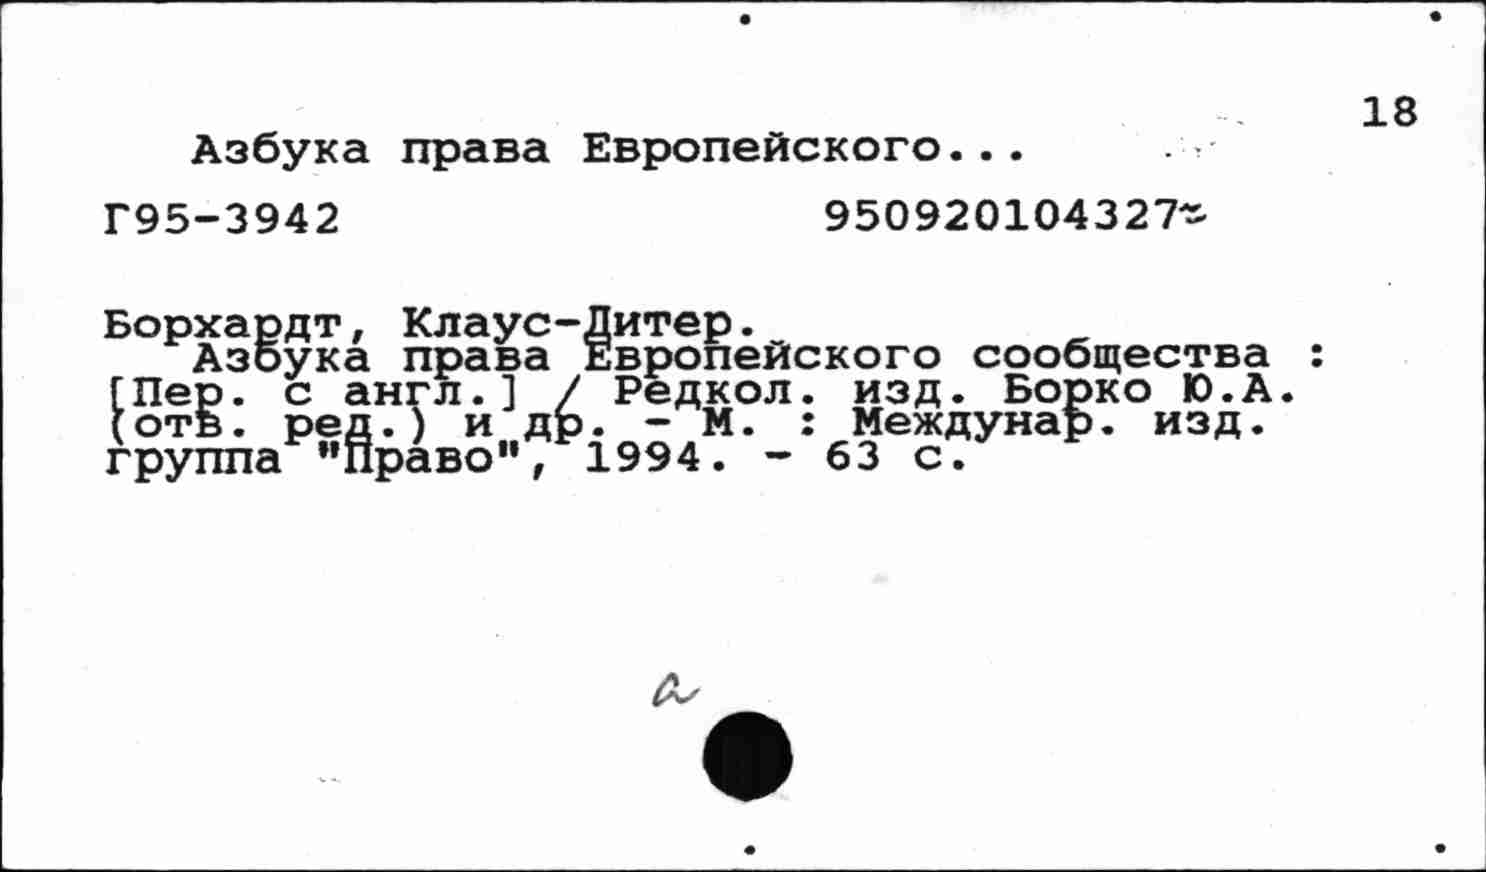 18
Азбука права Европейского...
Г95-3942 950920104327≈
Борхардт, Клаус-Дитер.
Азбука права Европейского сообщества :
[Пер. с англ.] / Редкол. изд. Борко Ю.А.
(отв. ред.) и др. - М. : Междунар. изд.
группа "Право", 1994. - 63 с.
а